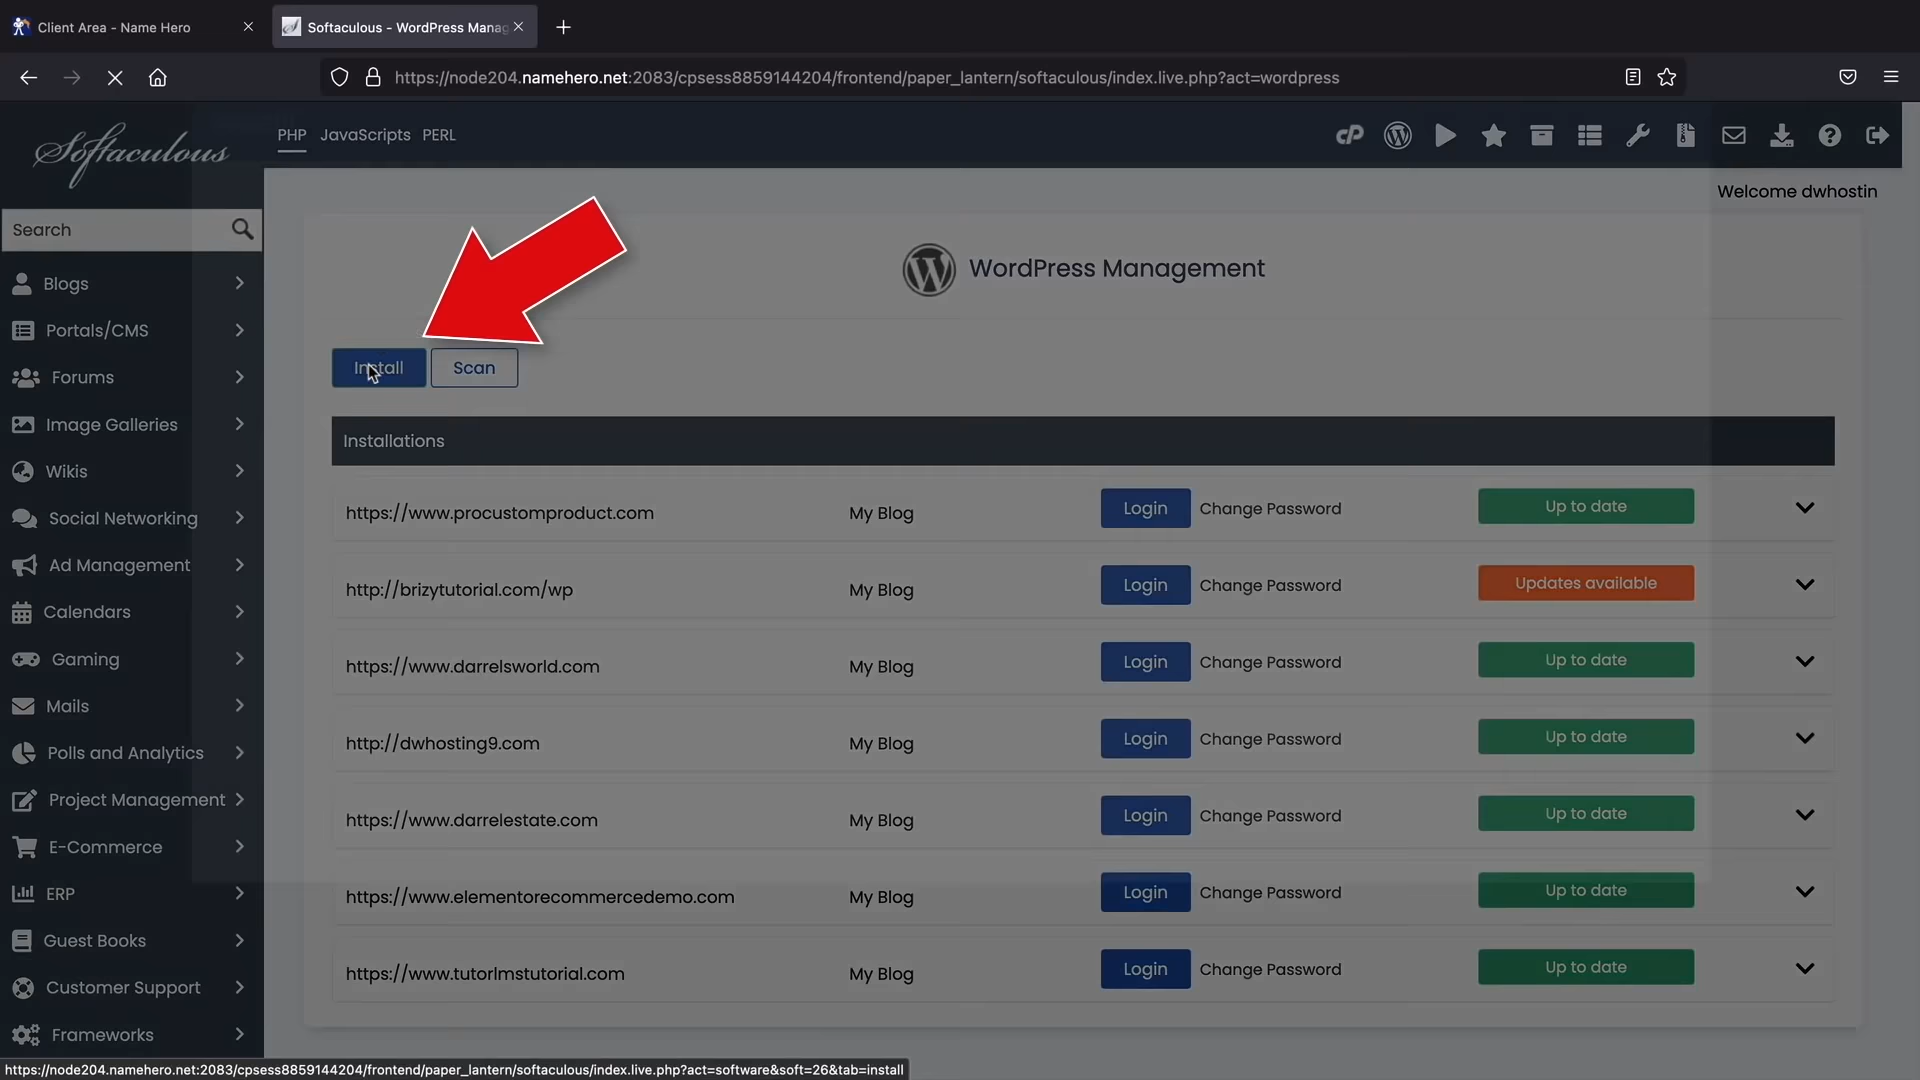 Client Area - Name Hero
Softaculous - WordPress Manag
https://node204.namehero.net:2083/cpsess8859144204/frontend/paper_lantern/softaculous/index.live.php?act=wordpress
Softaculous
PHP JavaScripts PERL
cP
Welcome dwhostin
Search
WordPress Management
Blogs
Portals/CMS
Forums
Image Galleries
Wikis
Social Networking
Ad Management
Calendars
Gaming
Mails
Polls and Analytics
Project Management
E-Commerce
ERP
Guest Books
Customer Support
Frameworks
Install Scan
Installations
https://www.procustomproduct.com My Blog Login Change Password Up to date
http://brizytutorial.com/wp My Blog Login Change Password Updates available
https://www.darrelsworld.com My Blog Login Change Password Up to date
http://dwhosting9.com My Blog Login Change Password Up to date
https://www.darrelestate.com My Blog Login Change Password Up to date
https://www.elementorecommercedemo.com My Blog Login Change Password Up to date
https://www.tutorlmstutorial.com My Blog Login Change Password Up to date
https://node204.namehero.net:2083/cpsess8859144204/frontend/paper_lantern/softaculous/index.live.php?act=software&soft=26&tab=install